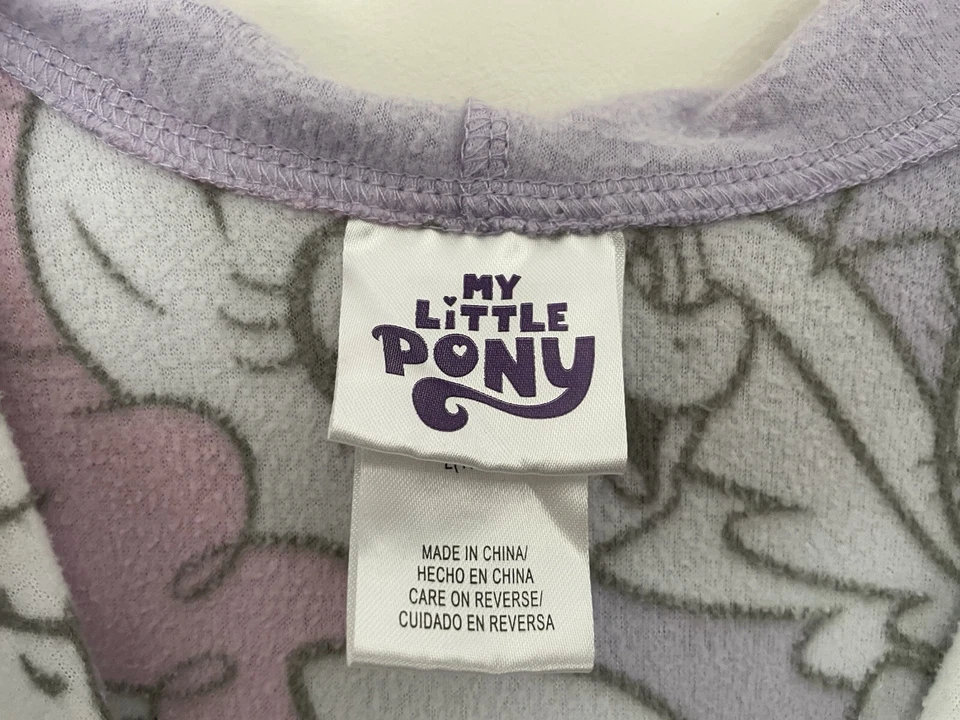 MY
LiTTLE
PONY
MADE IN CHINA/
HECHO EN CHINA
CARE ON REVERSE/
CUIDADO EN REVERSA